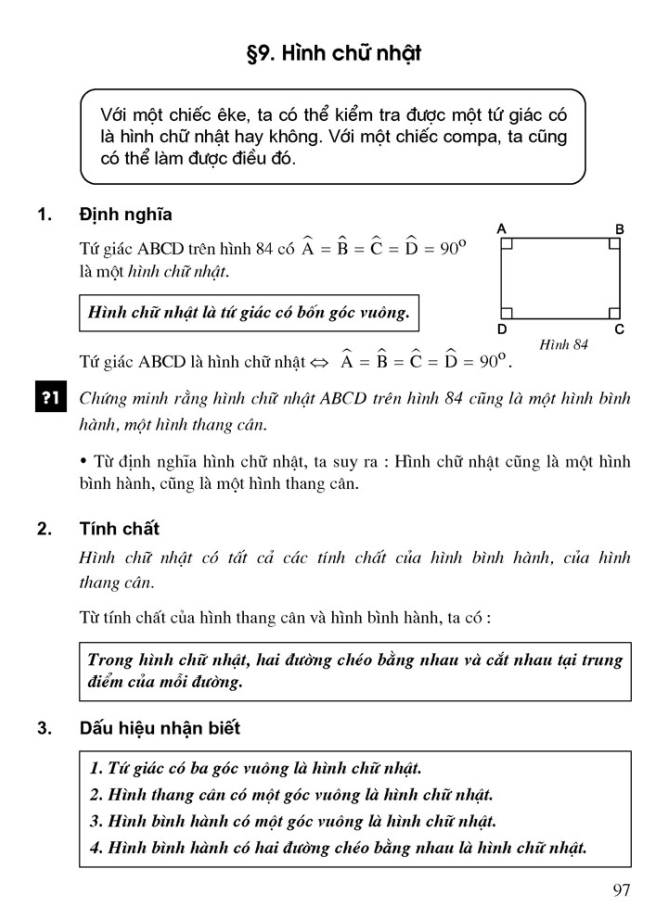 §9. Hình chữ nhật
Với một chiếc êke, ta có thể kiểm tra được một tứ giác có
là hình chữ nhật hay không. Với một chiếc compa, ta cũng
có thể làm được điều đó.
1. Định nghĩa
Tứ giác ABCD trên hình 84 có Â = B̂ = Ĉ = D̂ = 90°
là một hình chữ nhật.
Hình chữ nhật là tứ giác có bốn góc vuông.
A B
D C
Hình 84
Tứ giác ABCD là hình chữ nhật ⇔ Â = B̂ = Ĉ = D̂ = 90°.
?1 Chứng minh rằng hình chữ nhật ABCD trên hình 84 cũng là một hình bình
hành, một hình thang cân.
• Từ định nghĩa hình chữ nhật, ta suy ra : Hình chữ nhật cũng là một hình
bình hành, cũng là một hình thang cân.
2. Tính chất
Hình chữ nhật có tất cả các tính chất của hình bình hành, của hình
thang cân.
Từ tính chất của hình thang cân và hình bình hành, ta có :
Trong hình chữ nhật, hai đường chéo bằng nhau và cắt nhau tại trung
điểm của mỗi đường.
3. Dấu hiệu nhận biết
1. Tứ giác có ba góc vuông là hình chữ nhật.
2. Hình thang cân có một góc vuông là hình chữ nhật.
3. Hình bình hành có một góc vuông là hình chữ nhật.
4. Hình bình hành có hai đường chéo bằng nhau là hình chữ nhật.
97